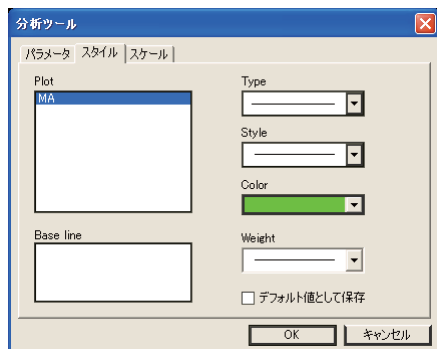 分析ツール
パラメータ スタイル スケール
Plot
MA
Type
Style
Color
Base line
Weight
デフォルト値として保存
OK キャンセル